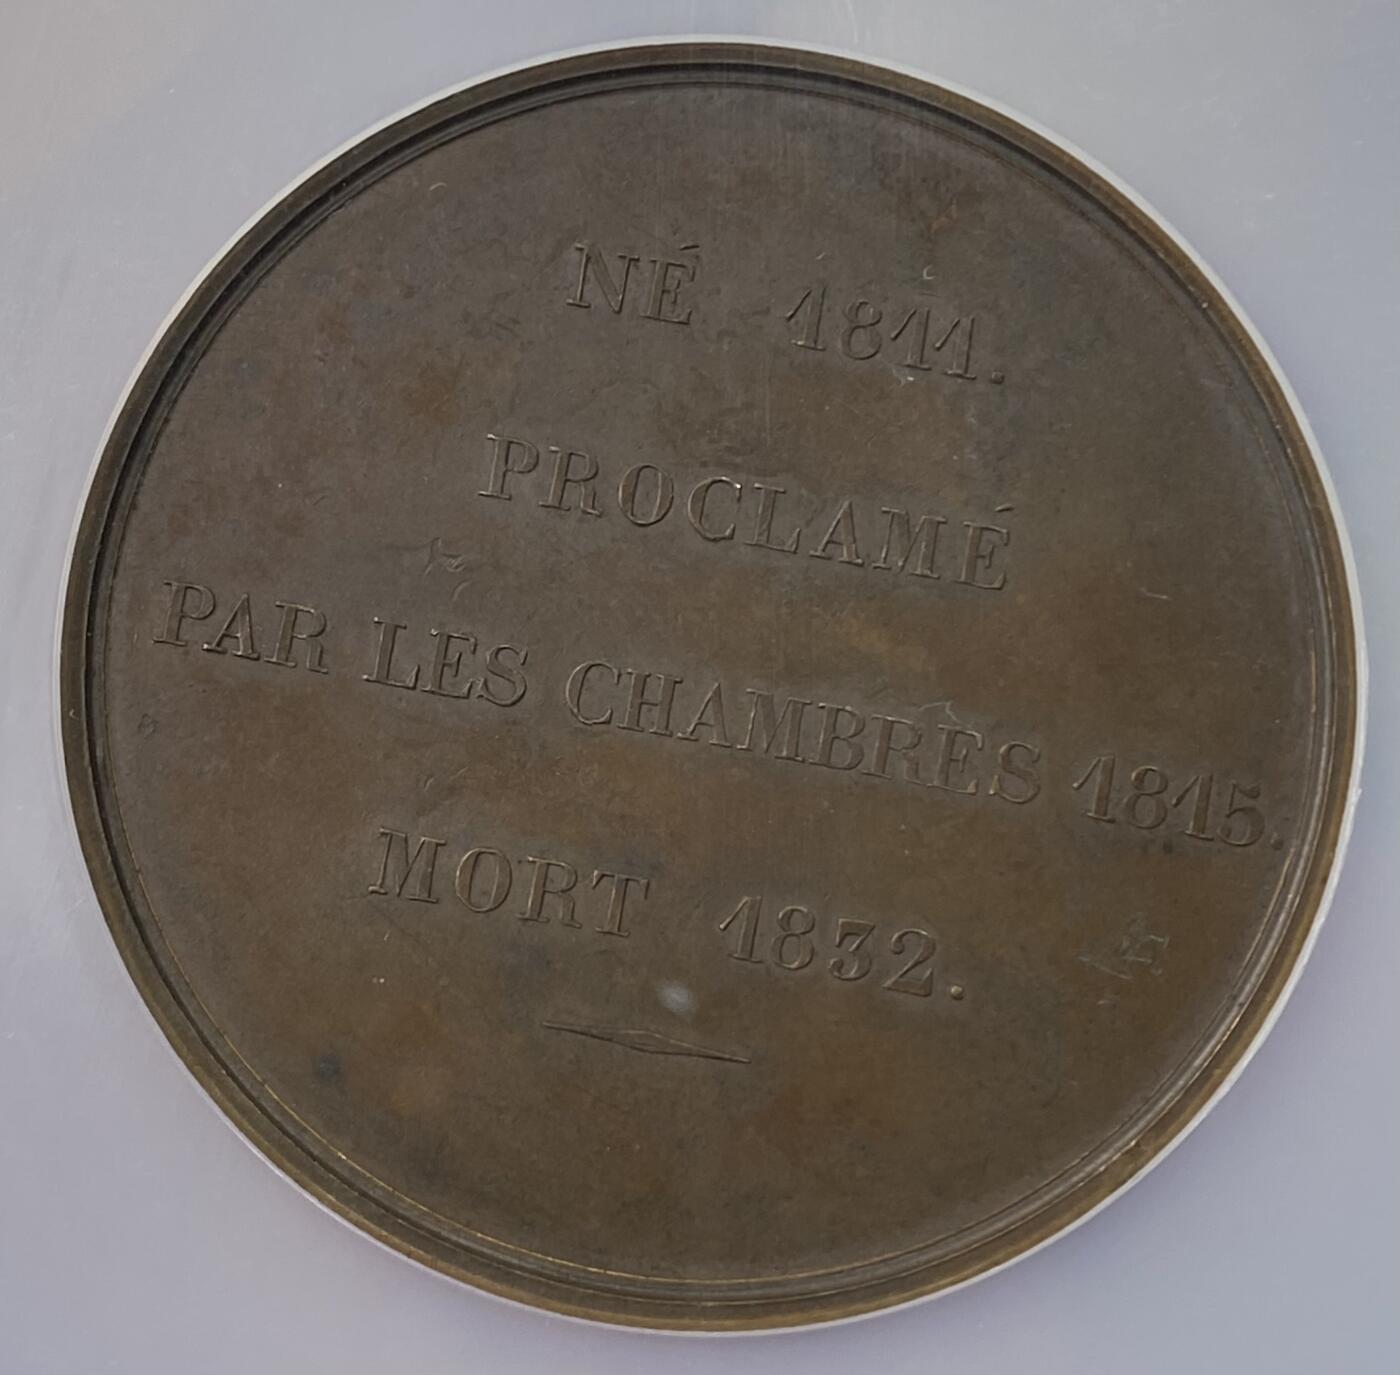 NÉ 1811.
PROCLAMÉ
PAR LES CHAMBRES 1815.
MORT 1832.